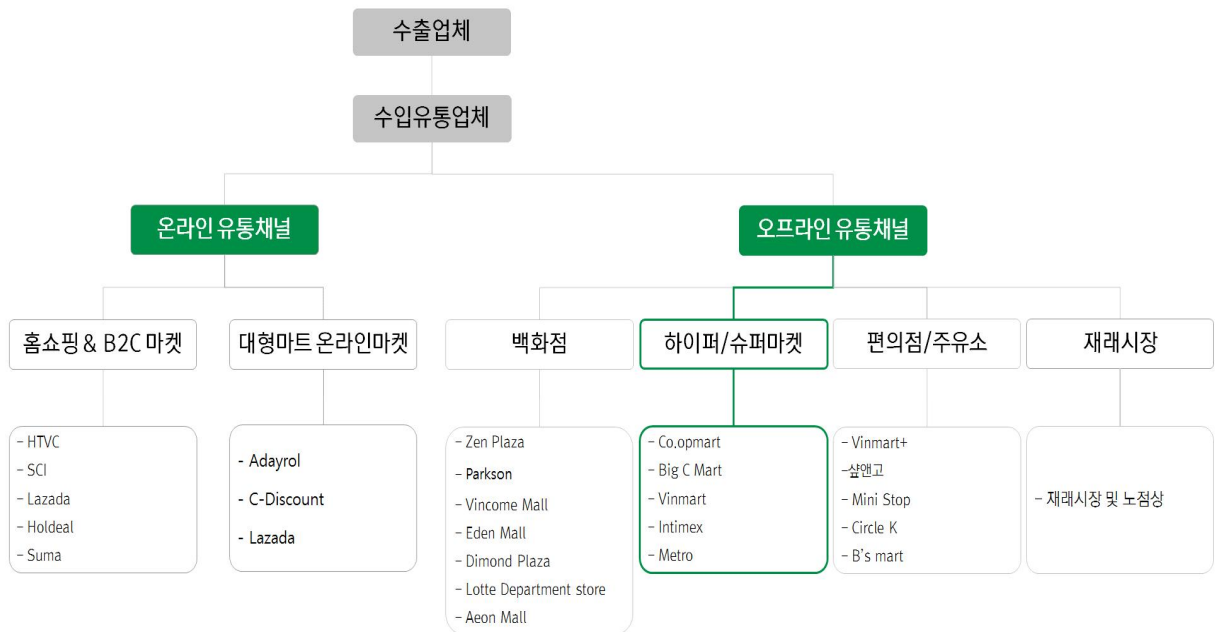 수출업체
수입유통업체
온라인 유통채널
오프라인 유통채널
홈쇼핑 & B2C 마켓
대형마트 온라인마켓
백화점
하이퍼/슈퍼마켓
편의점/주유소
재래시장
– HTVC
– SCI
– Lazada
– Holdeal
– Suma
- Adayrol
- C-Discount
- Lazada
– Zen Plaza
– Parkson
– Vincome Mall
– Eden Mall
– Dimond Plaza
– Lotte Department store
– Aeon Mall
– Co.opmart
– Big C Mart
– Vinmart
– Intimex
– Metro
– Vinmart+
–샾앤고
– Mini Stop
– Circle K
– B's mart
– 재래시장 및 노점상